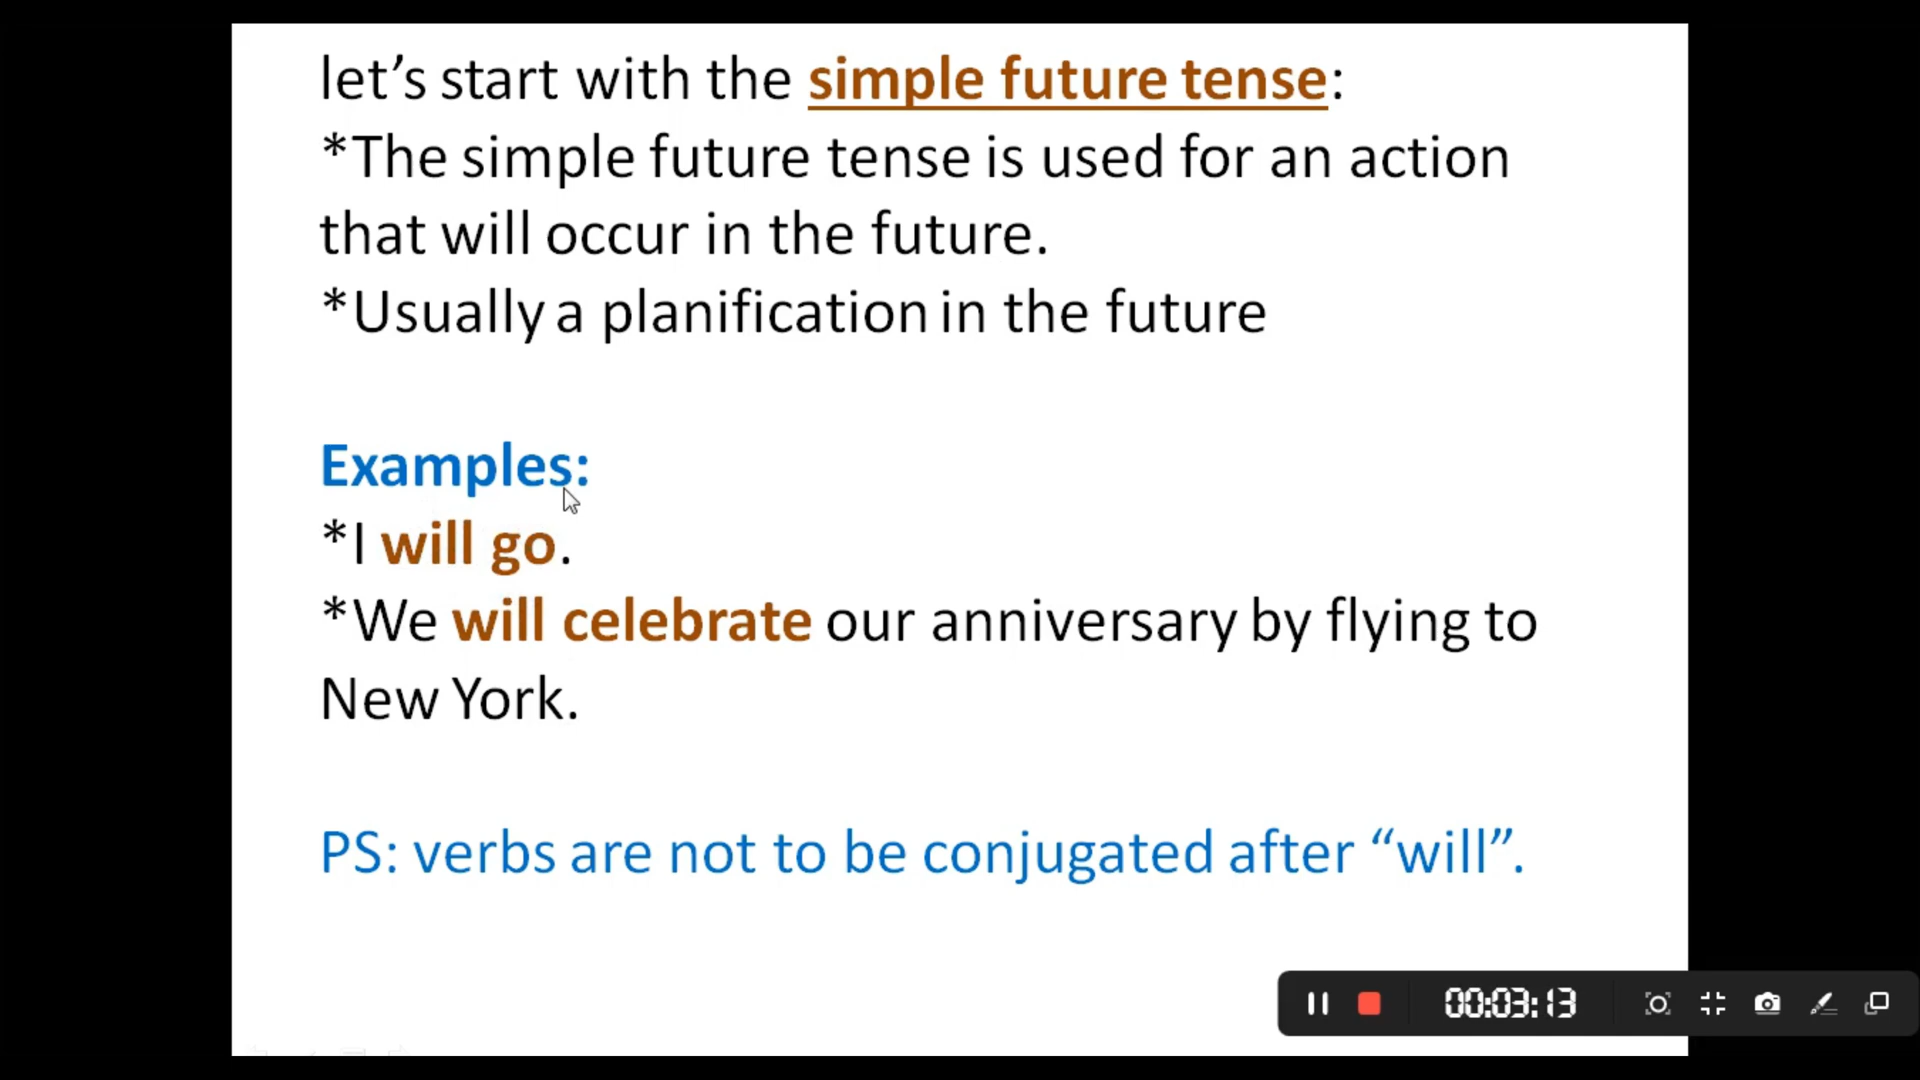 let’s start with the simple future tense:
*The simple future tense is used for an action
that will occur in the future.
*Usually a planification in the future
Examples:
*I will go.
*We will celebrate our anniversary by flying to
New York.
PS: verbs are not to be conjugated after “will”.
00:03:13